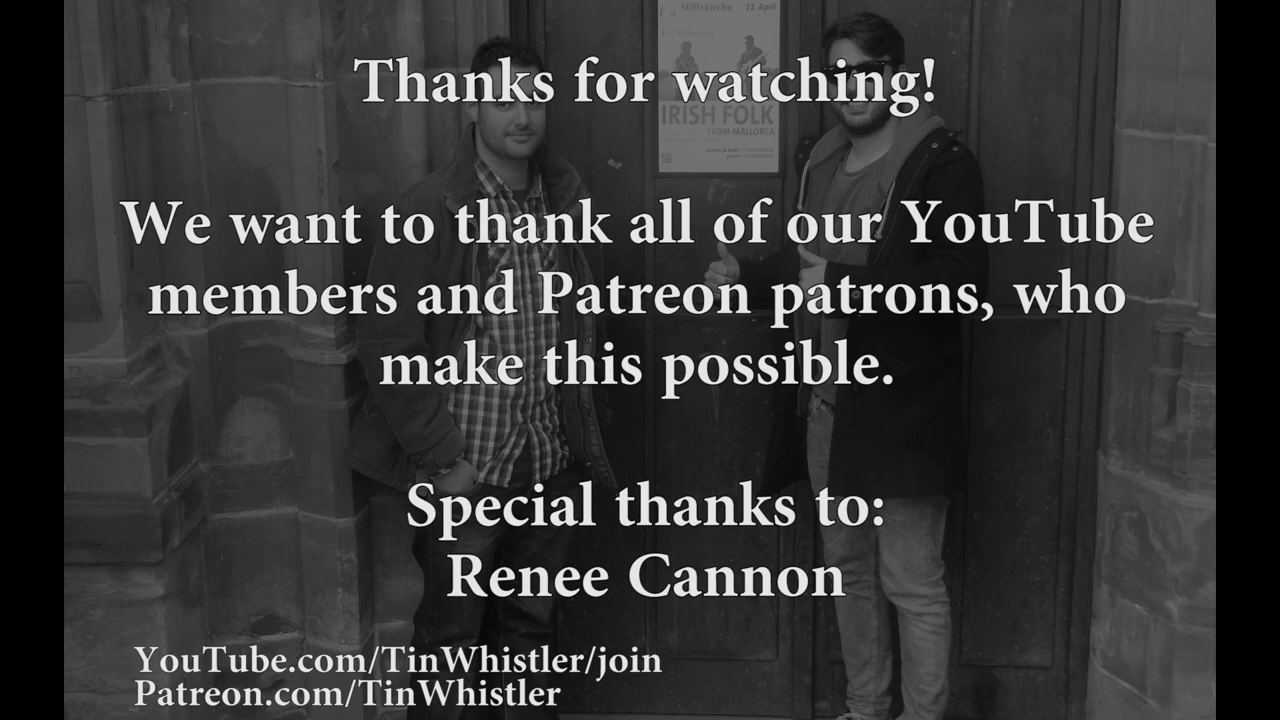 Stiftskirche 22. April
TIN WHISTLER
Thanks for watching!
IRISH FOLK
FROM MALLORCA
We want to thank all of our YouTube
members and Patreon patrons, who
make this possible.
Special thanks to:
Renee Cannon
YouTube.com/TinWhistler/join
Patreon.com/TinWhistler